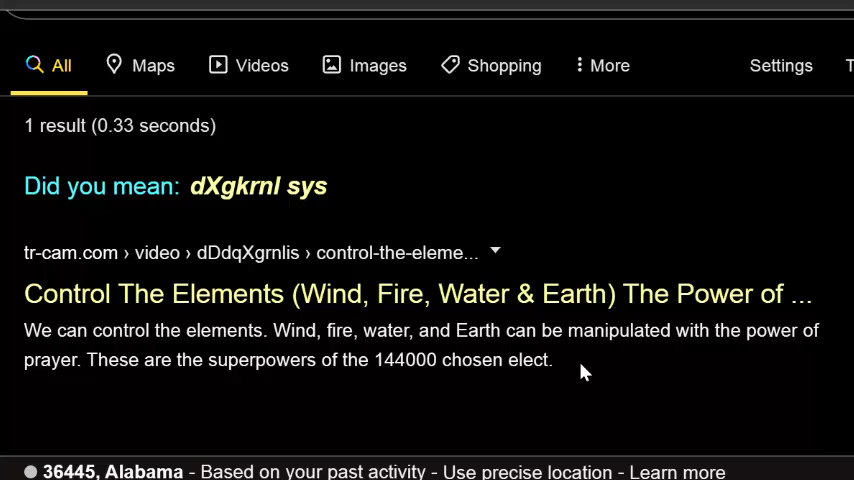 All Maps Videos Images Shopping More Settings T
1 result (0.33 seconds)
Did you mean: dXgkrnl sys
tr-cam.com › video › dDdqXgrnlis › control-the-eleme...
Control The Elements (Wind, Fire, Water & Earth) The Power of ...
We can control the elements. Wind, fire, water, and Earth can be manipulated with the power of
prayer. These are the superpowers of the 144000 chosen elect.
36445, Alabama - Based on your past activity - Use precise location - Learn more